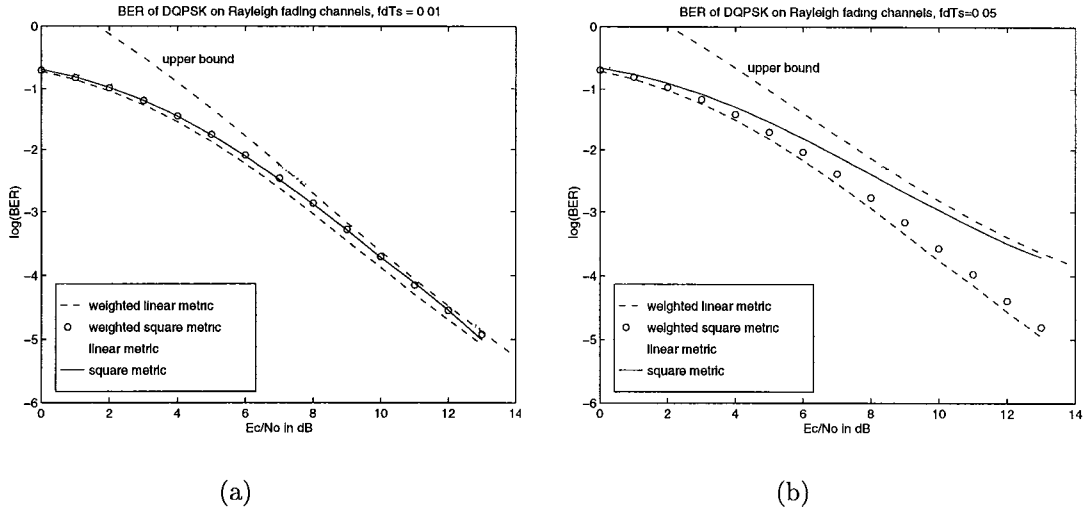 BER of DQPSK on Rayleigh fading channels, fdTs = 0 01
0
upper bound
−1
−2
−3
−4
−5
−6
log(BER)
weighted linear metric
weighted square metric
linear metric
square metric
0 2 4 6 8 10 12 14
Ec/No in dB
(a)
BER of DQPSK on Rayleigh fading channels, fdTs=0 05
0
upper bound
−1
−2
−3
−4
−5
−6
log(BER)
weighted linear metric
weighted square metric
linear metric
square metric
0 2 4 6 8 10 12 14
Ec/No in dB
(b)